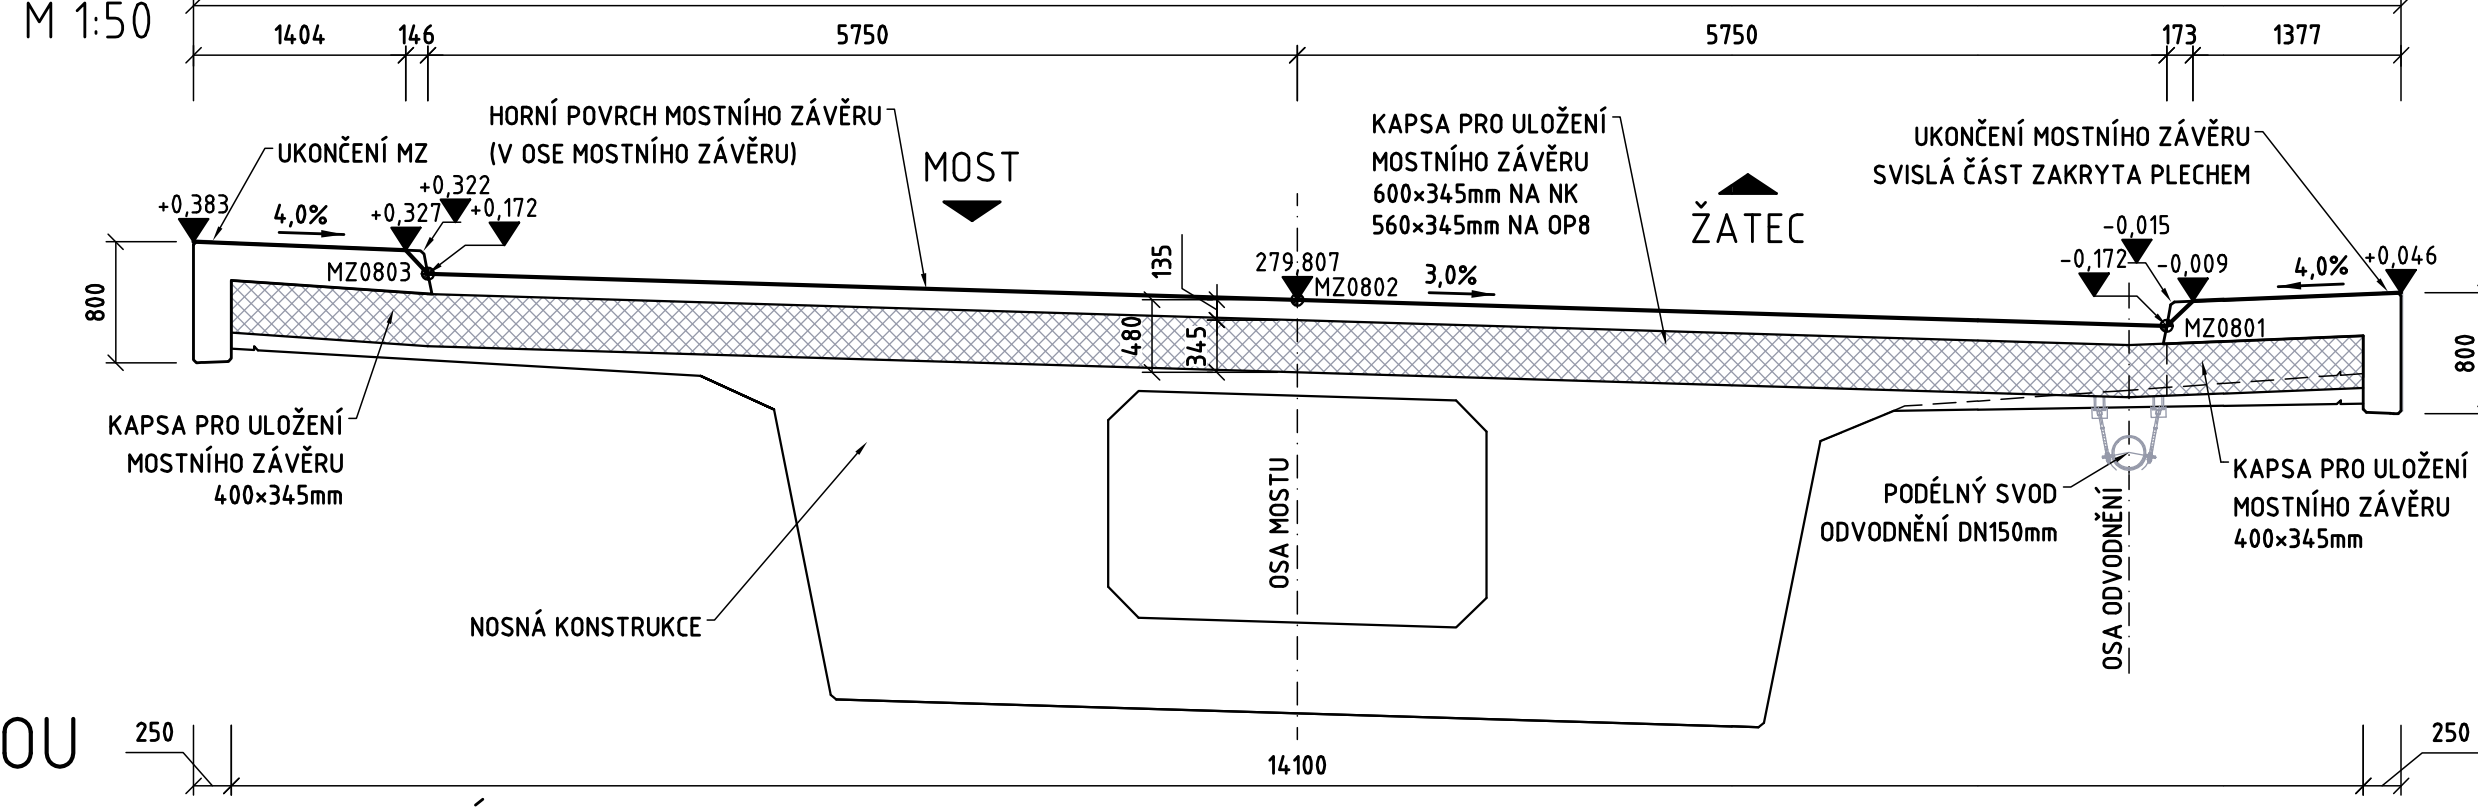 M 1:50
1404
146
5750
5750
173
1377
HORNÍ POVRCH MOSTNÍHO ZÁVĚRU
(V OSE MOSTNÍHO ZÁVĚRU)
UKONČENÍ MZ
MOST
KAPSA PRO ULOŽENÍ
MOSTNÍHO ZÁVĚRU
600×345mm NA NK
560×345mm NA OP8
ŽATEC
UKONČENÍ MOSTNÍHO ZÁVĚRU
SVISLÁ ČÁST ZAKRYTA PLECHEM
+0,383
4,0%
+0,322
+0,327
+0,172
MZ0803
135
279,807
MZ0802
3,0%
-0,015
-0,172
-0,009
4,0%
+0,046
MZ0801
800
480
345
800
KAPSA PRO ULOŽENÍ
MOSTNÍHO ZÁVĚRU
400×345mm
NOSNÁ KONSTRUKCE
OSA MOSTU
PODÉLNÝ SVOD
ODVODNĚNÍ DN150mm
OSA ODVODNĚNÍ
KAPSA PRO ULOŽENÍ
MOSTNÍHO ZÁVĚRU
400×345mm
OU
250
14100
250